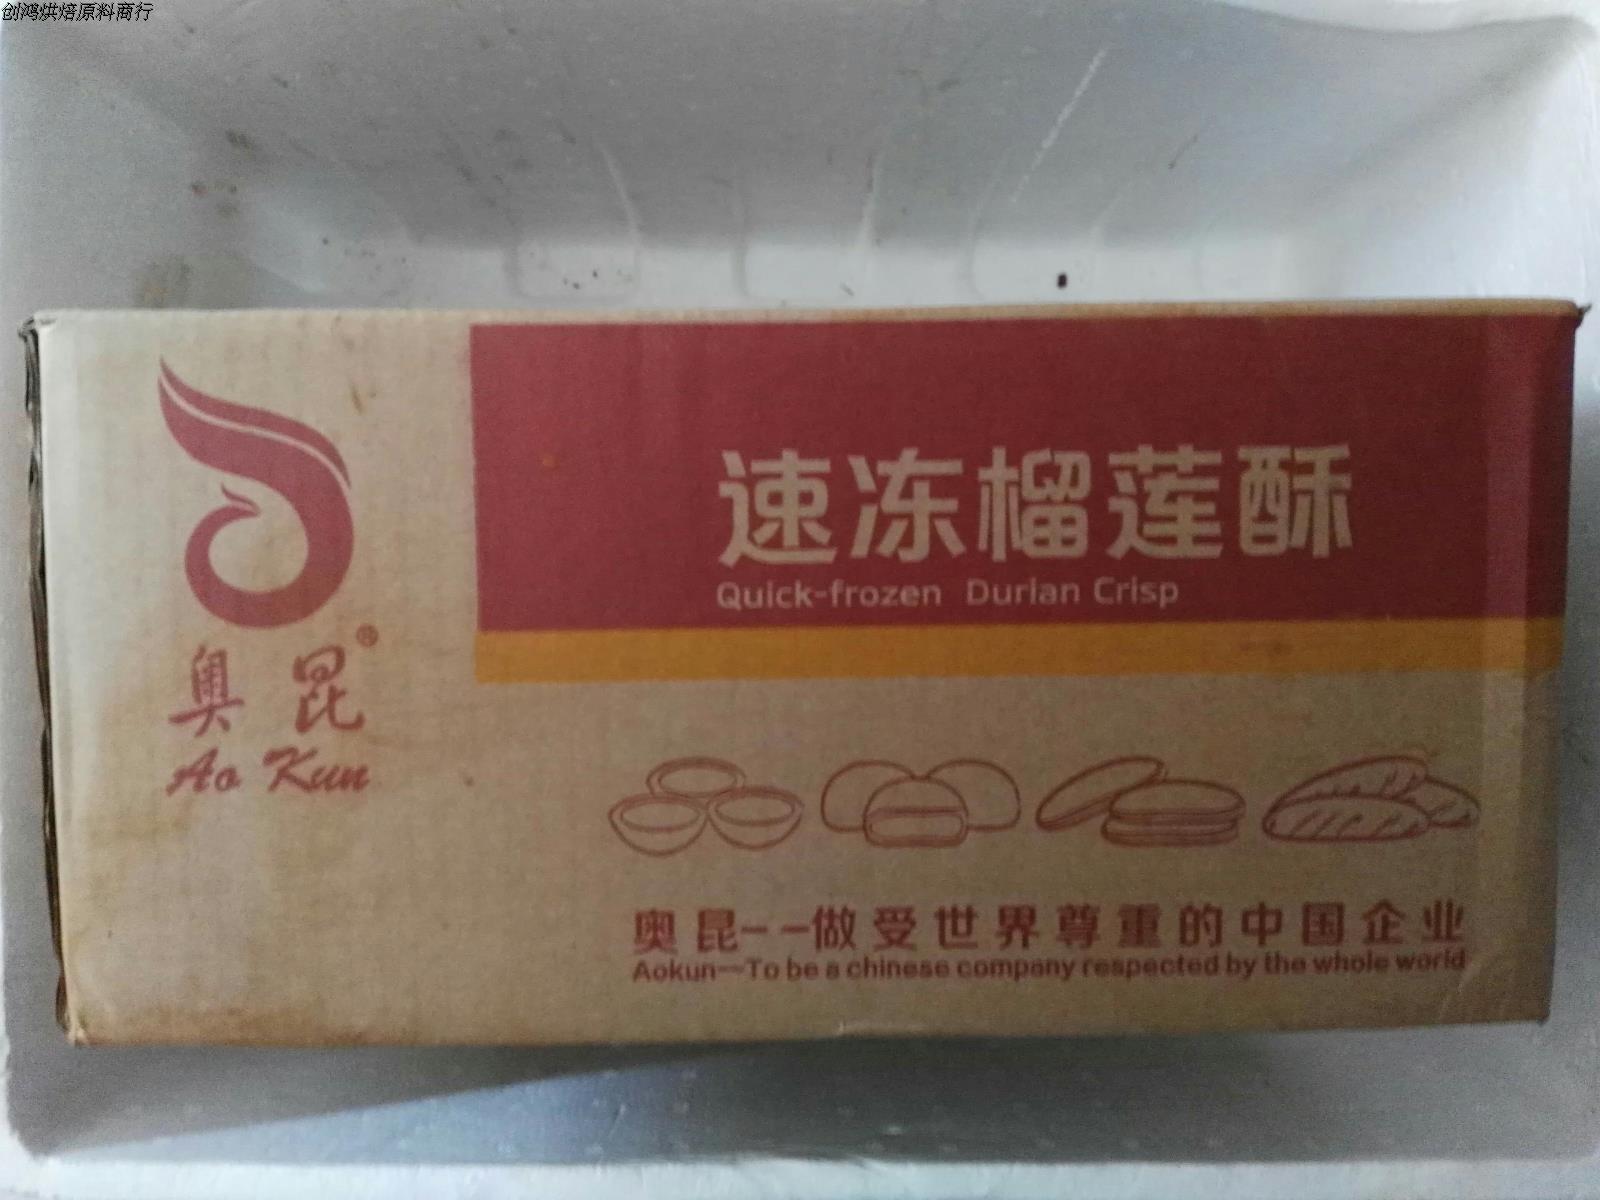 创鸿烘焙原料商行
速冻榴莲酥
Quick-frozen Durian Crisp
奥昆®
Ao Kun
奥昆——做受世界尊重的中国企业
Aokun—To be a chinese company respected by the whole world